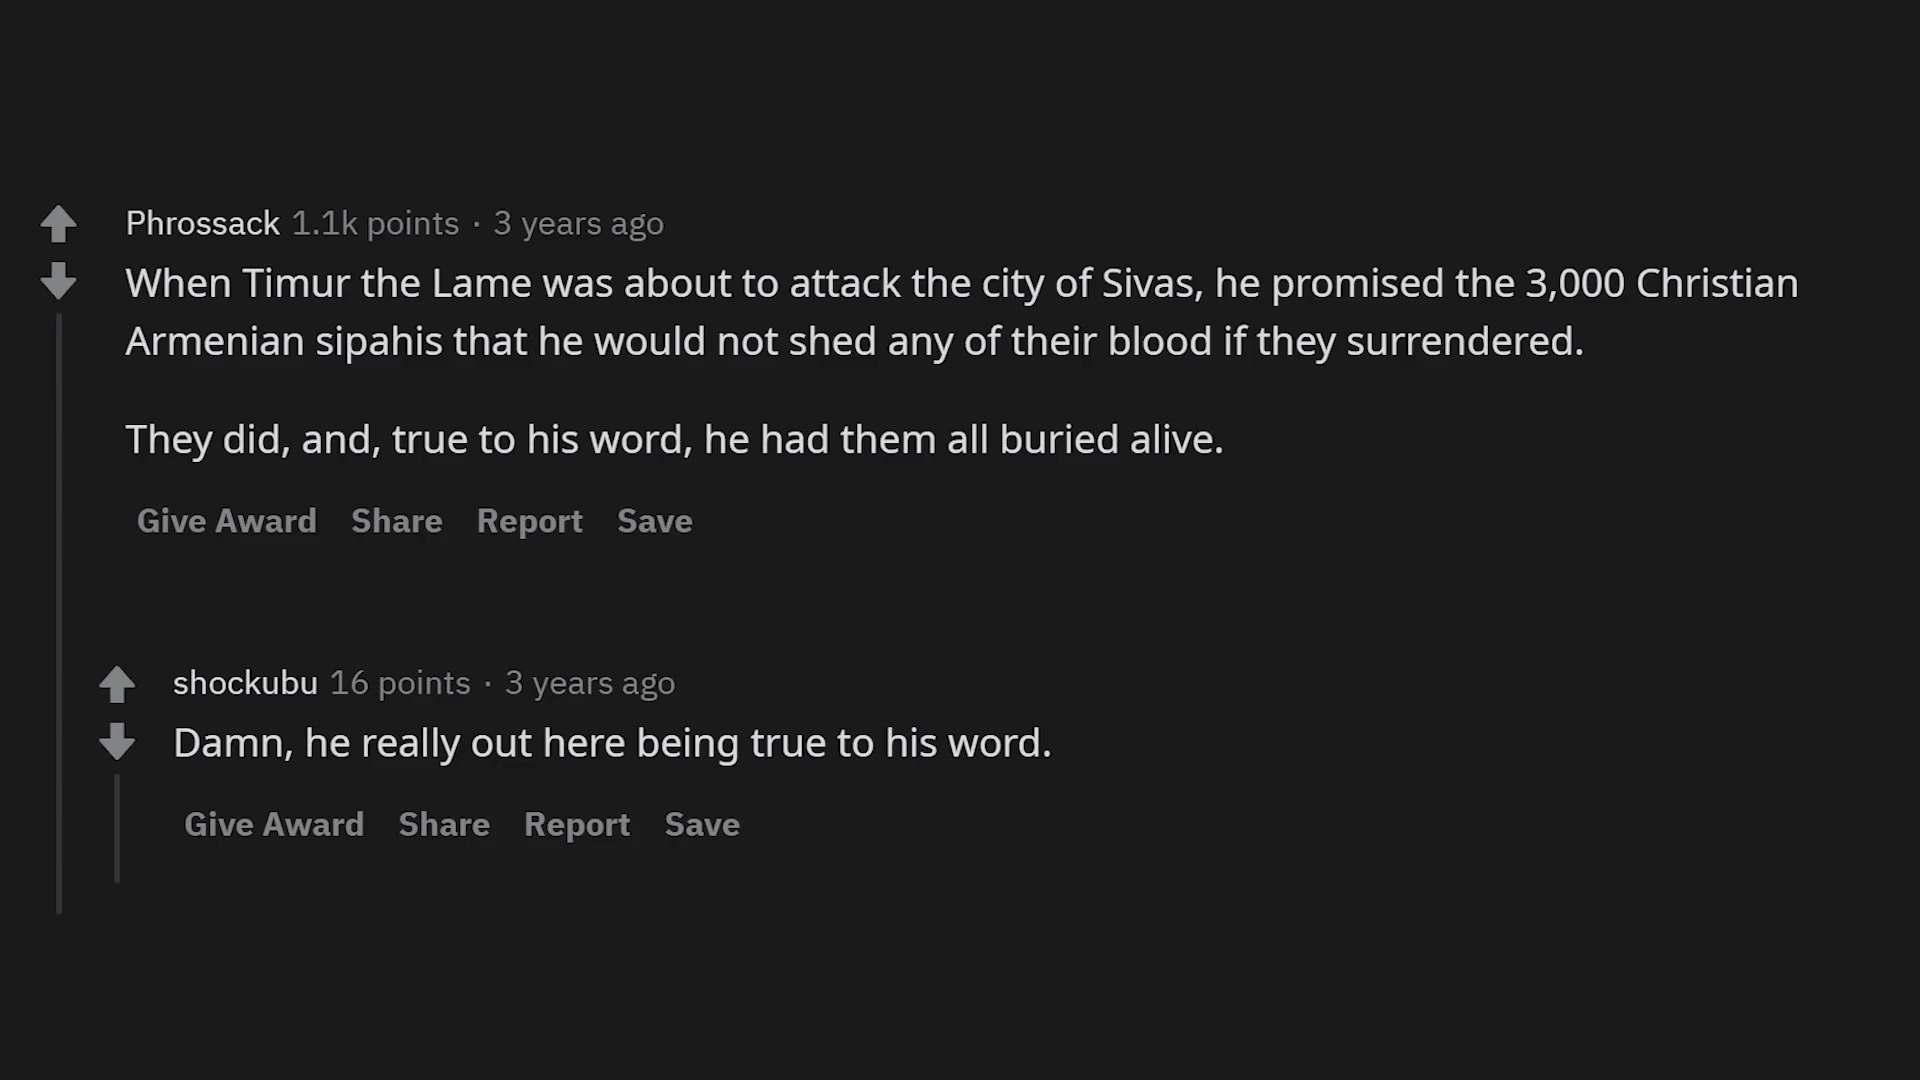 Phrossack 1.1k points · 3 years ago
When Timur the Lame was about to attack the city of Sivas, he promised the 3,000 Christian
Armenian sipahis that he would not shed any of their blood if they surrendered.
They did, and, true to his word, he had them all buried alive.
Give Award Share Report Save
shockubu 16 points · 3 years ago
Damn, he really out here being true to his word.
Give Award Share Report Save